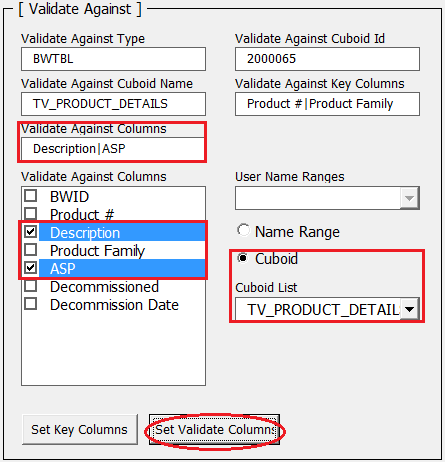 [ Validate Against ]
Validate Against Type
Validate Against Cuboid Id
BWTBL
2000065
Validate Against Cuboid Name
Validate Against Key Columns
TV_PRODUCT_DETAILS
Product #|Product Family
Validate Against Columns
Description|ASP
Validate Against Columns
User Name Ranges
BWID
Product #
Description
Product Family
ASP
Decommissioned
Decommission Date
Name Range
Cuboid
Cuboid List
TV_PRODUCT_DETAIL
Set Key Columns
Set Validate Columns